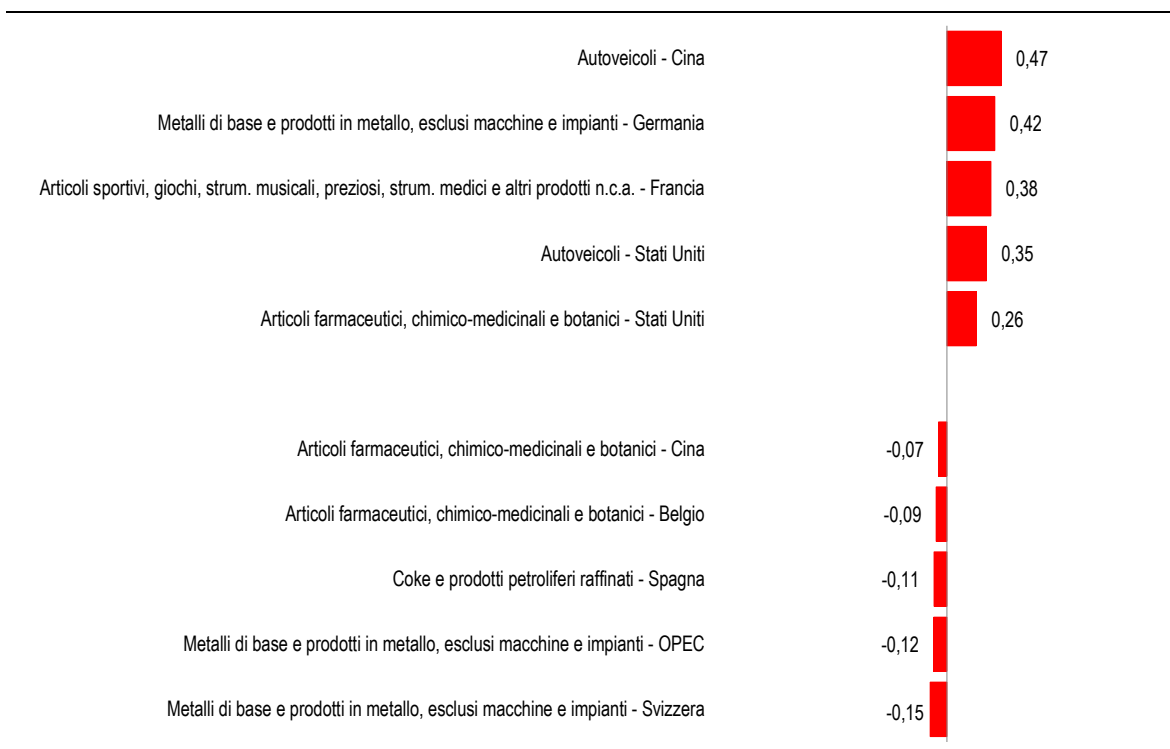 Autoveicoli - Cina 0,47
Metalli di base e prodotti in metallo, esclusi macchine e impianti - Germania 0,42
Articoli sportivi, giochi, strum. musicali, preziosi, strum. medici e altri prodotti n.c.a. - Francia 0,38
Autoveicoli - Stati Uniti 0,35
Articoli farmaceutici, chimico-medicinali e botanici - Stati Uniti 0,26
Articoli farmaceutici, chimico-medicinali e botanici - Cina -0,07
Articoli farmaceutici, chimico-medicinali e botanici - Belgio -0,09
Coke e prodotti petroliferi raffinati - Spagna -0,11
Metalli di base e prodotti in metallo, esclusi macchine e impianti - OPEC -0,12
Metalli di base e prodotti in metallo, esclusi macchine e impianti - Svizzera -0,15